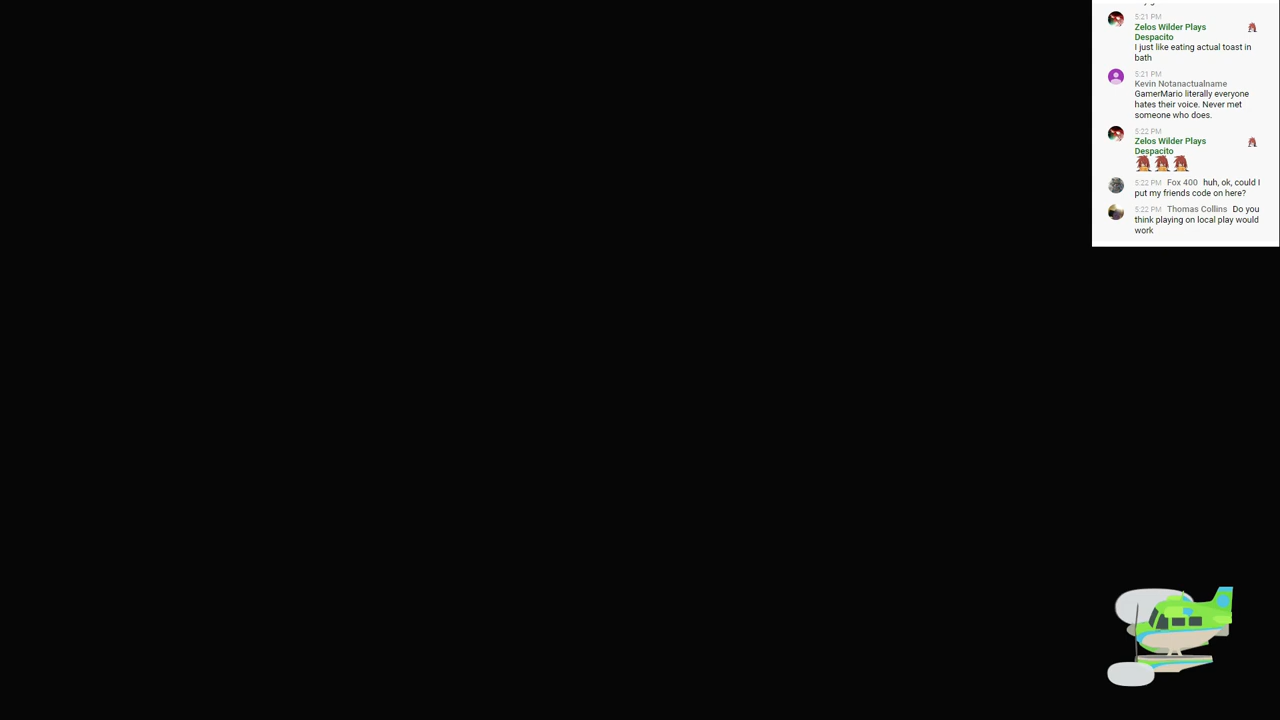 5:21 PM
Zelos Wilder Plays
Despacito
I just like eating actual toast in
bath
5:21 PM
Kevin Notanactualname
GamerMario literally everyone
hates their voice. Never met
someone who does.
5:22 PM
Zelos Wilder Plays
Despacito
5:22 PM Fox 400 huh, ok, could I
put my friends code on here?
5:22 PM Thomas Collins Do you
think playing on local play would
work